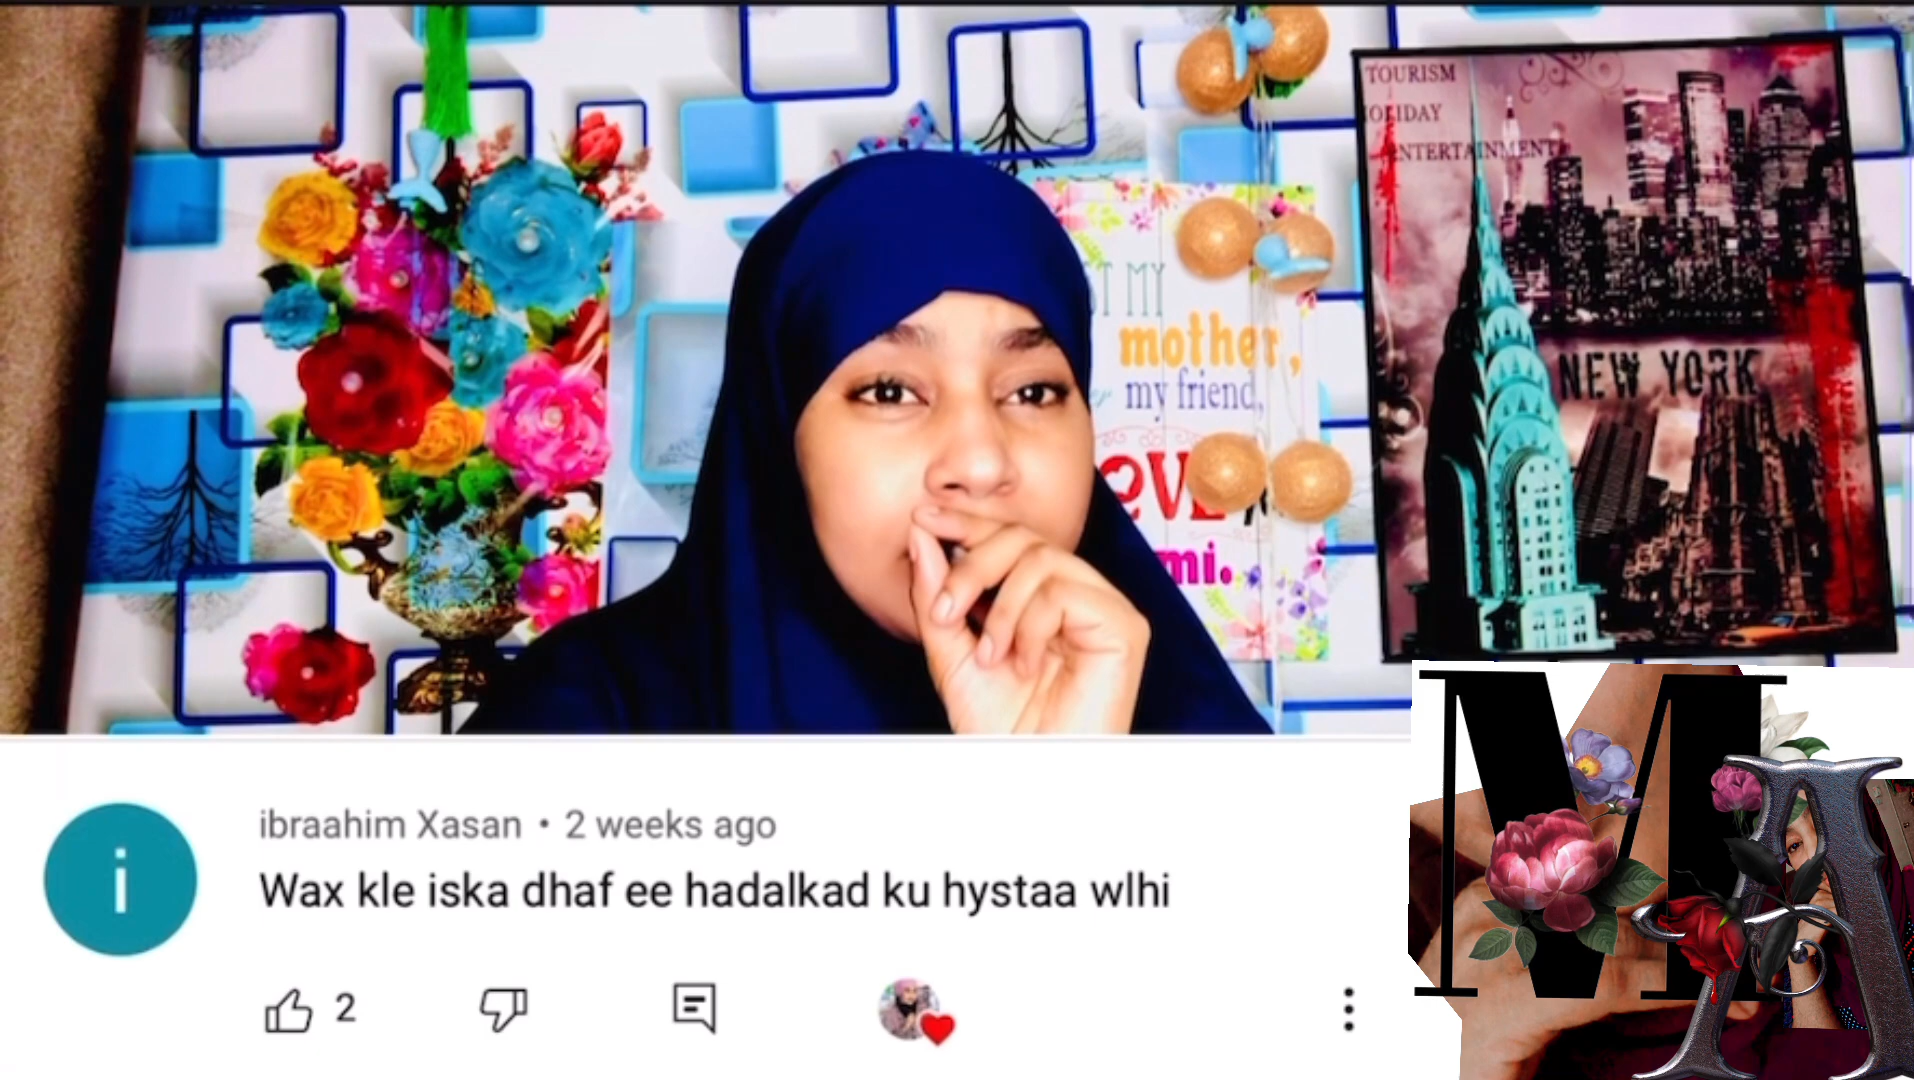 TOURISM
ENTERTAINMENT
NEW YORK
MY
mother,
my friend,
ibraahim Xasan • 2 weeks ago
i
Wax kle iska dhaf ee hadalkad ku hystaa wlhi
2
M
A